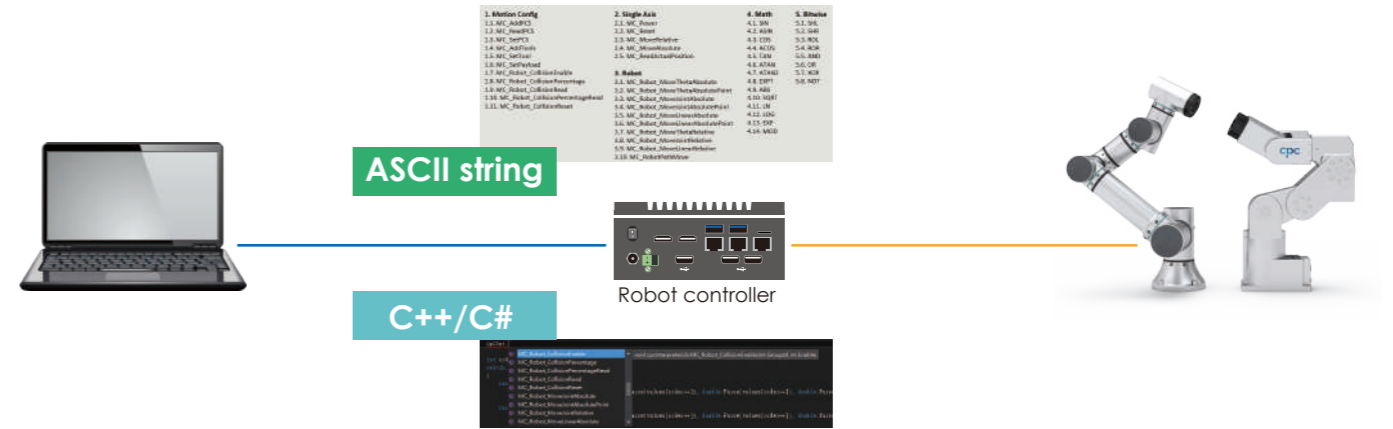 1. Motion Config
1.1. MC_AddPCS
1.2. MC_ReadPCS
1.3. MC_SetPCS
1.4. MC_AddTools
1.5. MC_SetTool
1.6. MC_SetPayload
1.7. MC_Robot_CollisionEnable
1.8. MC_Robot_CollisionPercentage
1.9. MC_Robot_CollisionRead
1.10. MC_Robot_CollisionPercentageRead
1.11. MC_Robot_CollisionReset
2. Single Axis
2.1. MC_Power
2.2. MC_Reset
2.3. MC_MoveRelative
2.4. MC_MoveAbsolute
2.5. MC_ReadActualPosition
3. Robot
3.1. MC_Robot_MoveThetaAbsolute
3.2. MC_Robot_MoveThetaAbsolutePoint
3.3. MC_Robot_MoveJointAbsolute
3.4. MC_Robot_MoveJointAbsolutePoint
3.5. MC_Robot_MoveLinearAbsolute
3.6. MC_Robot_MoveLinearAbsolutePoint
3.7. MC_Robot_MoveThetaRelative
3.8. MC_Robot_MoveJointRelative
3.9. MC_Robot_MoveLinearRelative
3.10. MC_RobotPathMove
4. Math
4.1. SIN
4.2. ASIN
4.3. COS
4.4. ACOS
4.5. TAN
4.6. ATAN
4.7. ATAN2
4.8. EXPT
4.9. ABS
4.10. SQRT
4.11. LN
4.12. LOG
4.13. EXP
4.14. MOD
5. Bitwise
5.1. SHL
5.2. SHR
5.3. ROL
5.4. ROR
5.5. AND
5.6. OR
5.7. XOR
5.8. NOT
ASCII string
cpc
Robot controller
C++/C#
MC_Robot_CollisionEnable
MC_Robot_CollisionPercentage
MC_Robot_CollisionPercentageRead
MC_Robot_CollisionRead
MC_Robot_CollisionReset
MC_Robot_MoveJointAbsolute
MC_Robot_MoveJointAbsolutePoint
MC_Robot_MoveJointRelative
MC_Robot_MoveLinearAbsolute